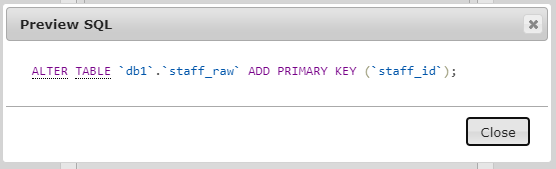 Preview SQL
ALTER TABLE `db1`.`staff_raw` ADD PRIMARY KEY (`staff_id`);
Close